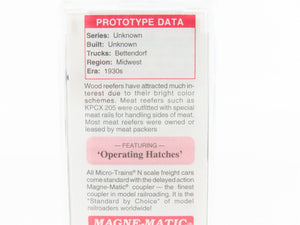 PROTOTYPE DATA
Series: Unknown
Built: Unknown
Trucks: Bettendorf
Region: Midwest
Era: 1930s
Wood reefers have attracted much in-
terest due to their bright color
schemes. Meat reefers such as
KPCX 205 were outfitted with special
meat rails for handling sides of meat.
Most meat reefers were owned or
leased by meat packers
— FEATURING —
'Operating Hatches'
All Micro-Trains® N scale freight cars
come standard with the delayed action
Magne-Matic® coupler — the finest
coupler in model railroading. It is the
"Standard by Choice" of model
railroaders worldwide!
MAGNE-MATIC®